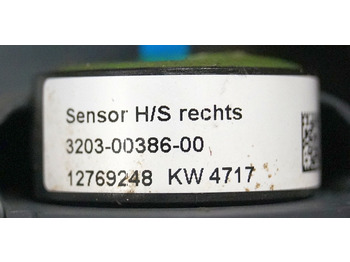 Sensor H/S rechts
3203-00386-00
12769248 KW 4717